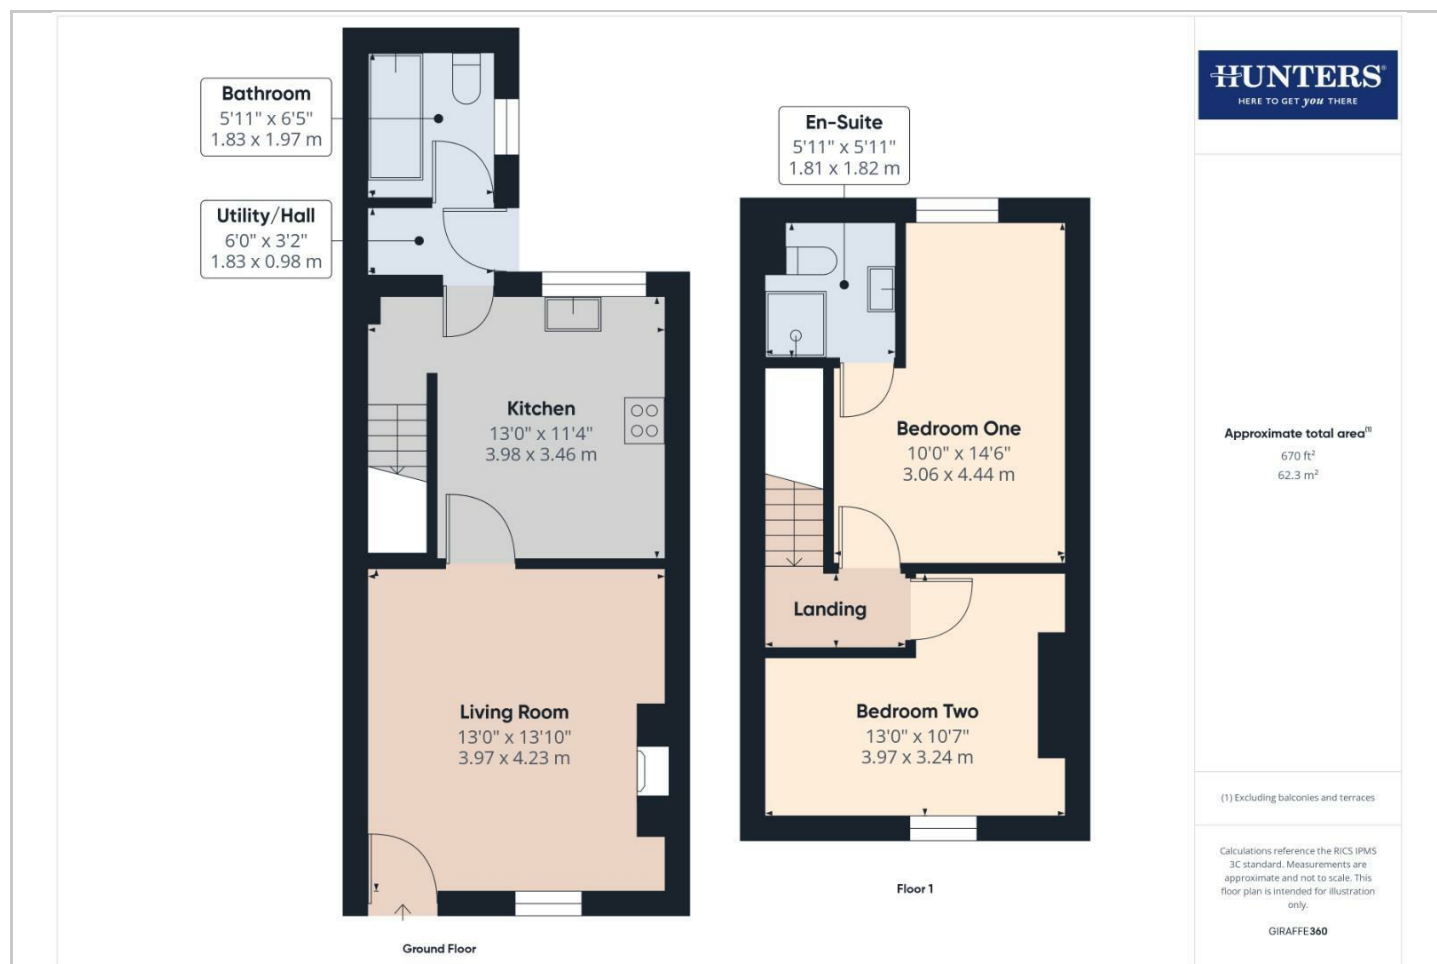 Bathroom
5'11" x 6'5"
1.83 x 1.97 m
Utility/Hall
6'0" x 3'2"
1.83 x 0.98 m
Kitchen
13'0" x 11'4"
3.98 x 3.46 m
Living Room
13'0" x 13'10"
3.97 x 4.23 m
Ground Floor
En-Suite
5'11" x 5'11"
1.81 x 1.82 m
Bedroom One
10'0" x 14'6"
3.06 x 4.44 m
Landing
Bedroom Two
13'0" x 10'7"
3.97 x 3.24 m
Floor 1
HUNTERS®
HERE TO GET you THERE
Approximate total area(1)
670 ft²
62.3 m²
(1) Excluding balconies and terraces
Calculations reference the RICS IPMS
3C standard. Measurements are
approximate and not to scale. This
floor plan is intended for illustration
only.
GIRAFFE360